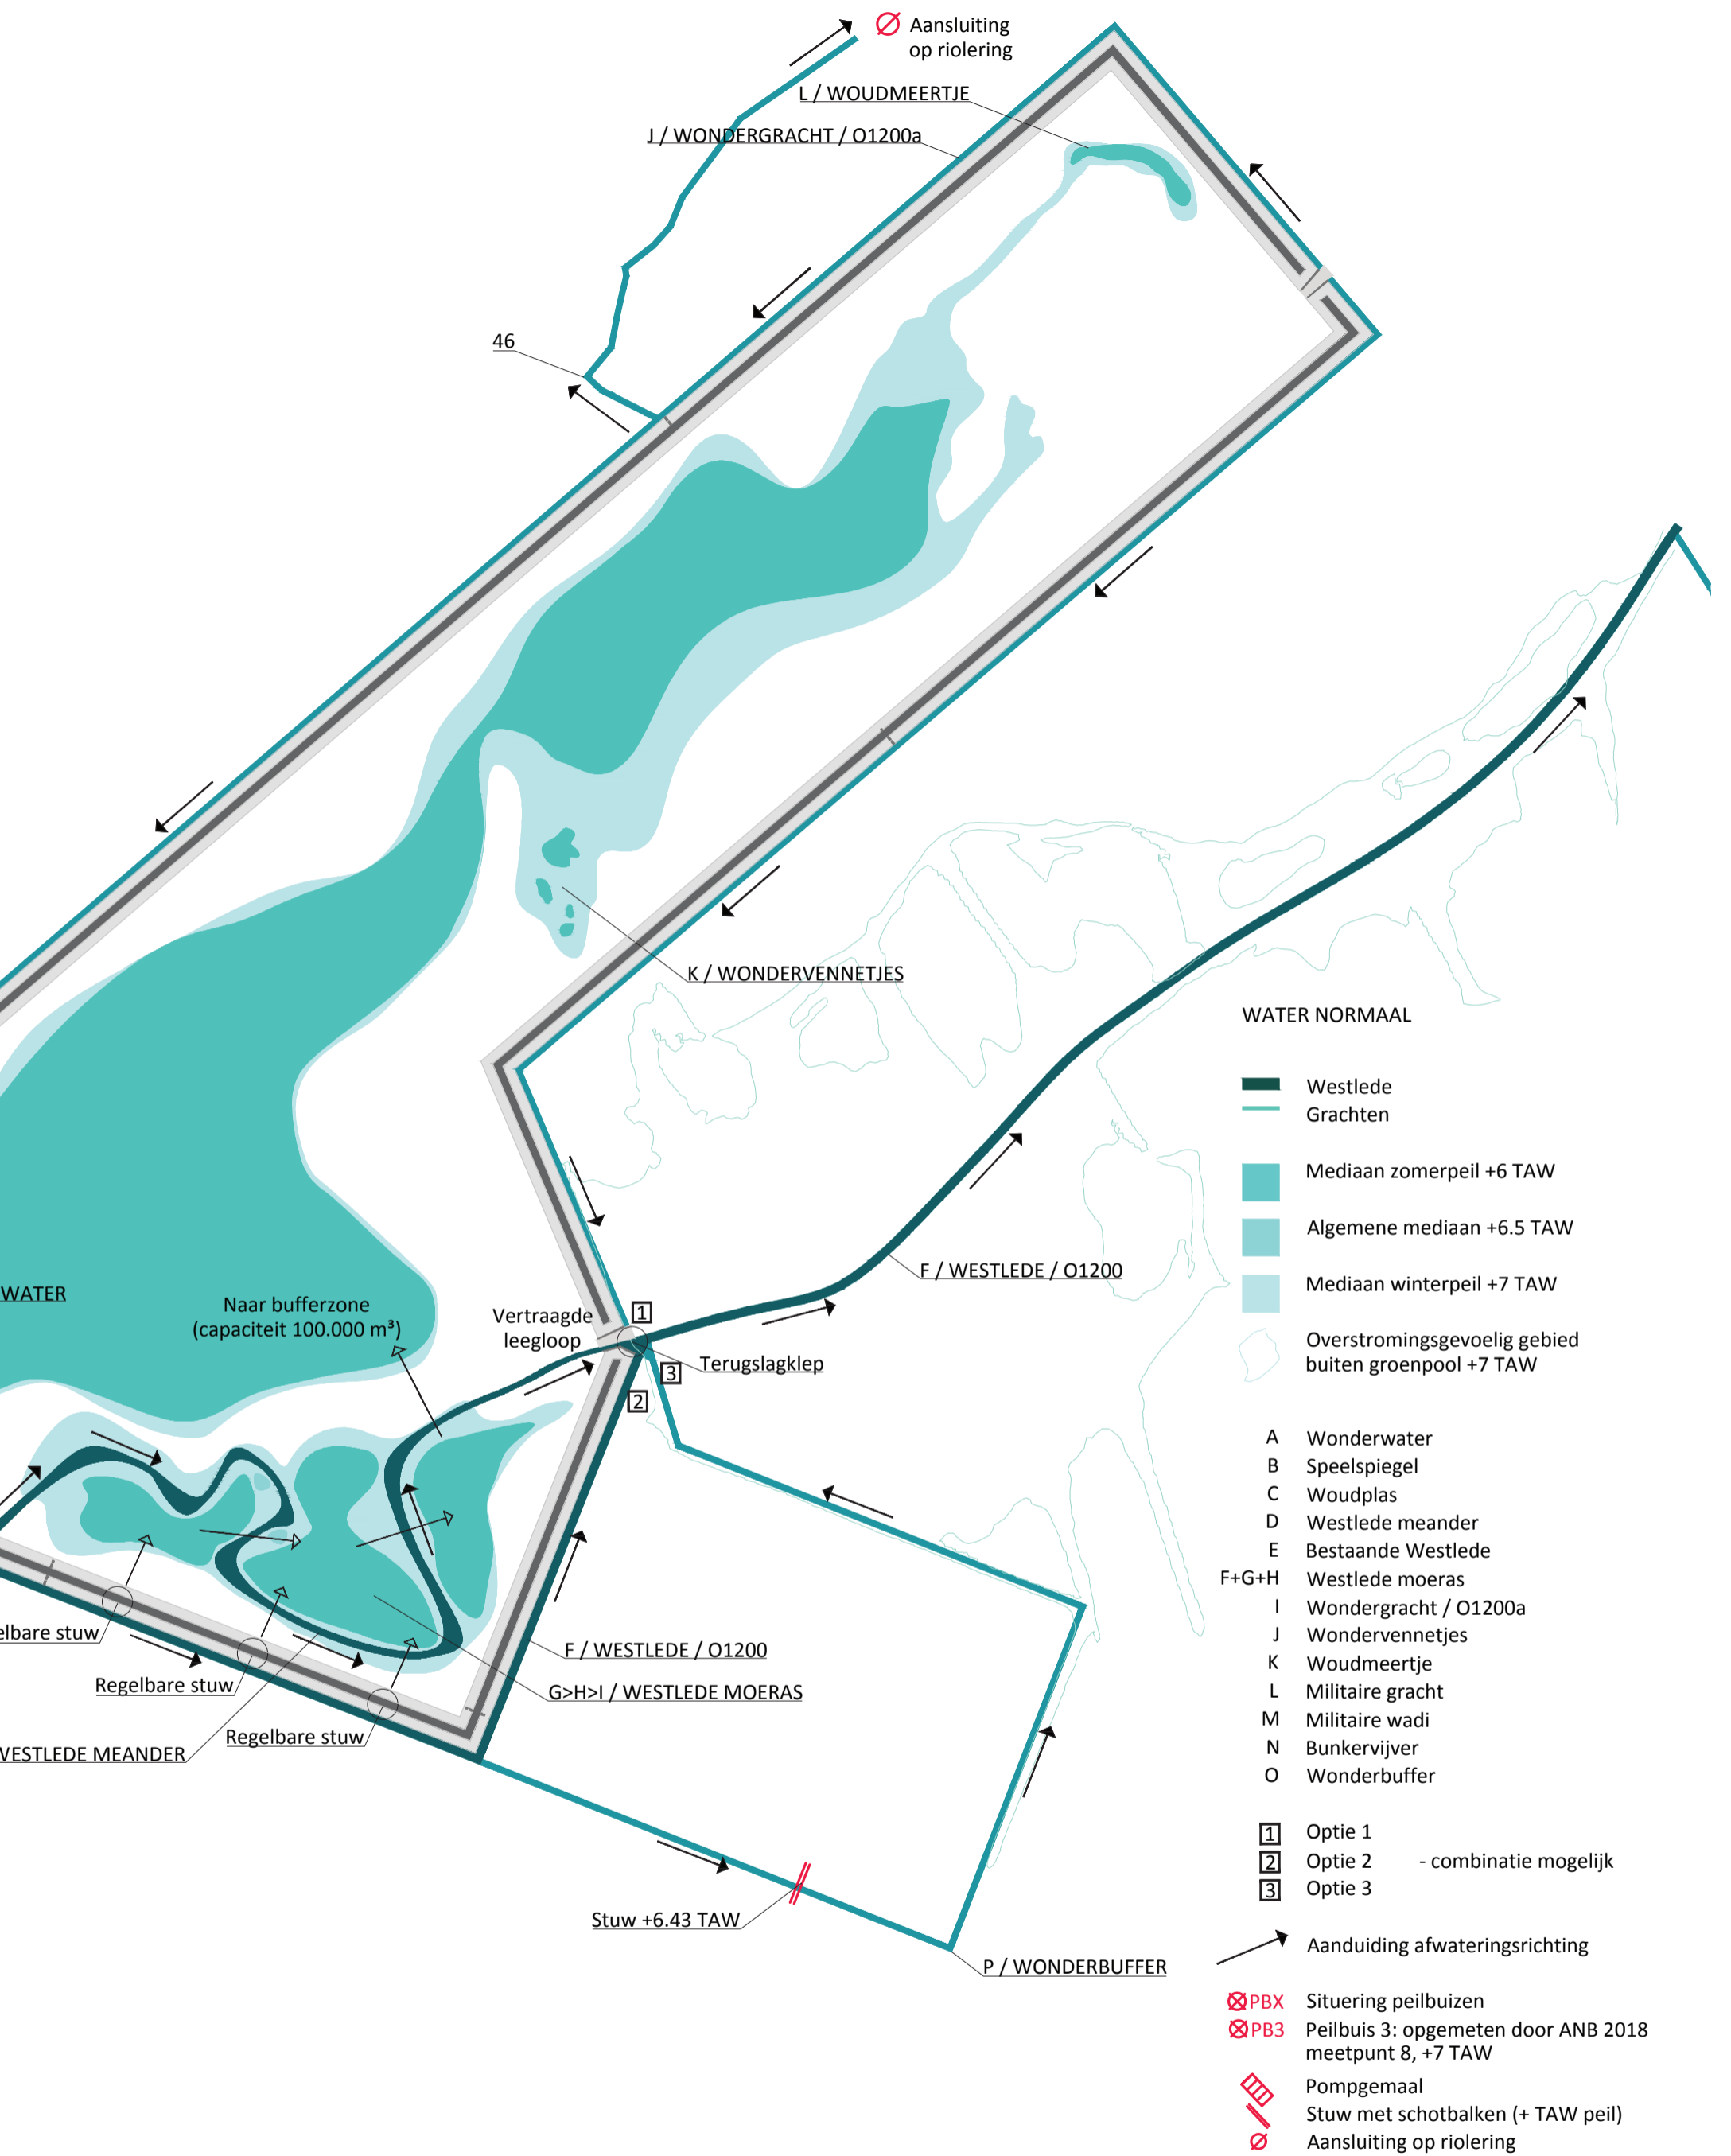 Aansluiting
op riolering
L / WOUDMEERTJE
J / WONDERGRACHT / O1200a
46
K / WONDERVENNETJES
WATER
Naar bufferzone
(capaciteit 100.000 m³)
Vertraagde
leegloop
1
Terugslagklep
3
2
F / WESTLEDE / O1200
elbare stuw
Regelbare stuw
Regelbare stuw
WESTLEDE MEANDER
F / WESTLEDE / O1200
G>H>I / WESTLEDE MOERAS
Stuw +6.43 TAW
P / WONDERBUFFER
WATER NORMAAL
Westlede
Grachten
Mediaan zomerpeil +6 TAW
Algemene mediaan +6.5 TAW
Mediaan winterpeil +7 TAW
Overstromingsgevoelig gebied
buiten groenpool +7 TAW
A Wonderwater
B Speelspiegel
C Woudplas
D Westlede meander
E Bestaande Westlede
F+G+H Westlede moeras
I Wondergracht / O1200a
J Wondervennetjes
K Woudmeertje
L Militaire gracht
M Militaire wadi
N Bunkervijver
O Wonderbuffer
1 Optie 1
2 Optie 2 - combinatie mogelijk
3 Optie 3
Aanduiding afwateringsrichting
PBX Situering peilbuizen
PB3 Peilbuis 3: opgemeten door ANB 2018
meetpunt 8, +7 TAW
Pompgemaal
Stuw met schotbalken (+ TAW peil)
Aansluiting op riolering